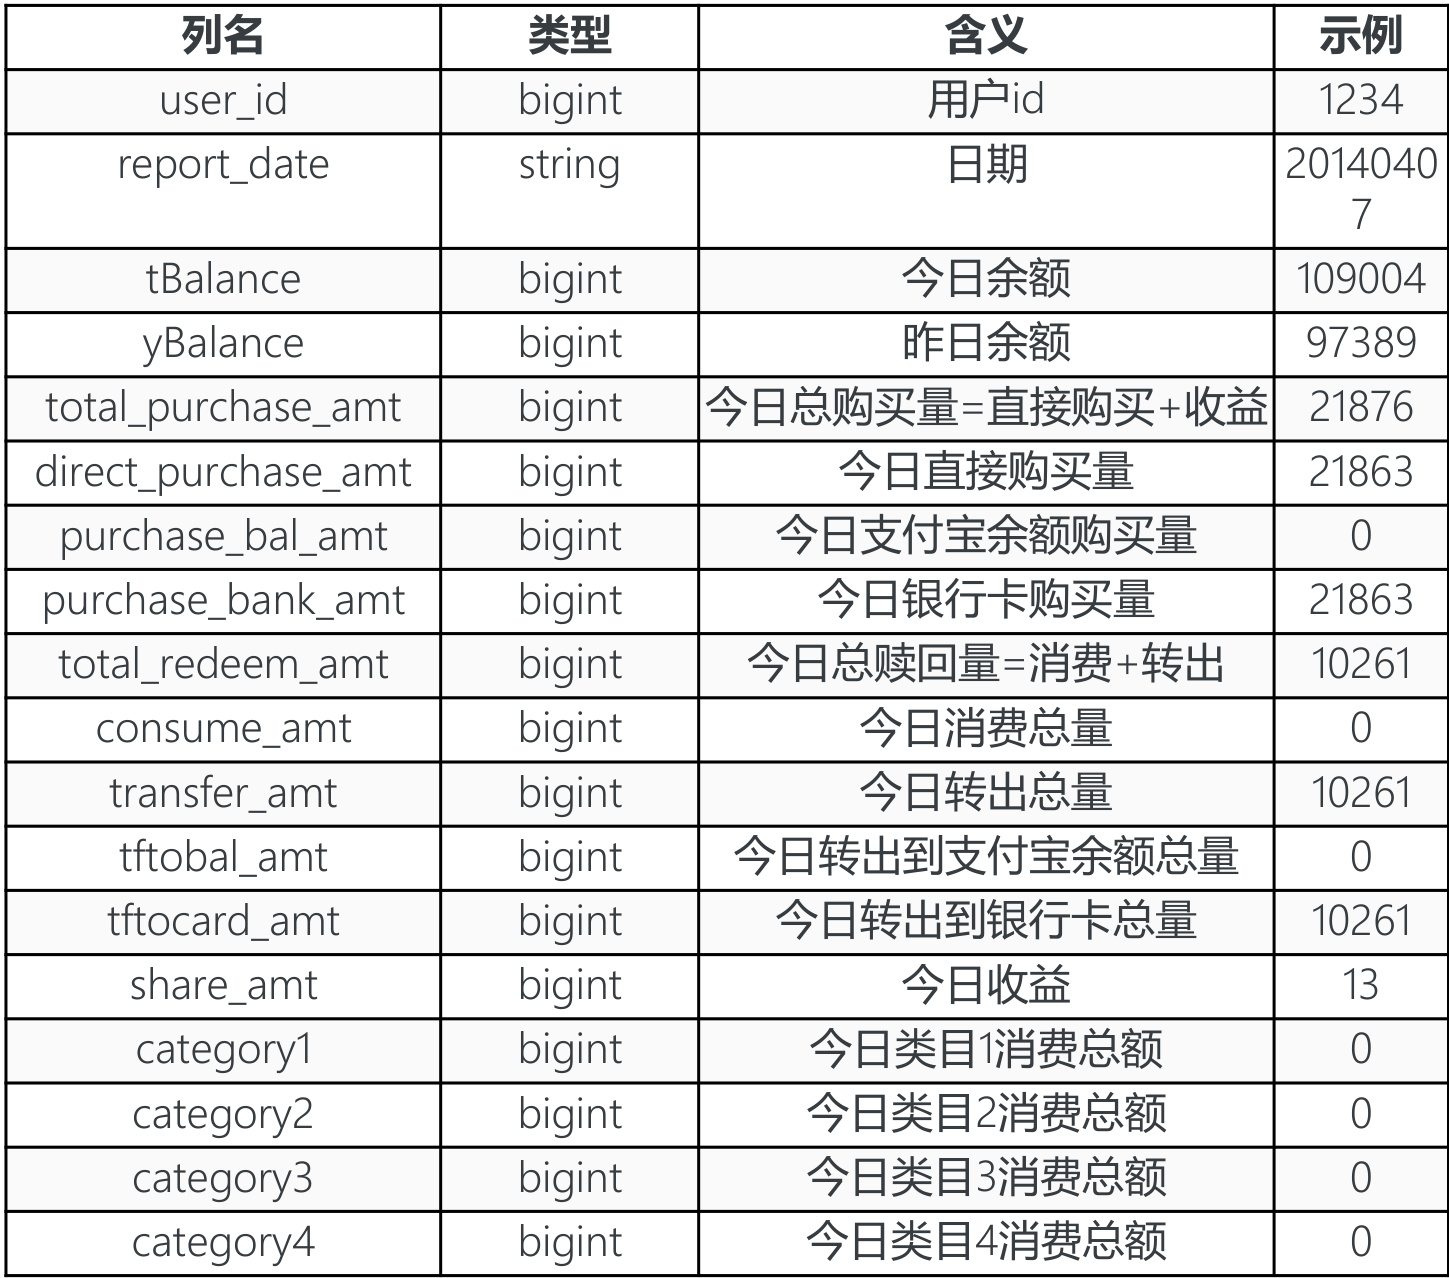 列名 类型 含义 示例
user_id bigint 用户id 1234
report_date string 日期 2014040
7
tBalance bigint 今日余额 109004
yBalance bigint 昨日余额 97389
total_purchase_amt bigint 今日总购买量=直接购买+收益 21876
direct_purchase_amt bigint 今日直接购买量 21863
purchase_bal_amt bigint 今日支付宝余额购买量 0
purchase_bank_amt bigint 今日银行卡购买量 21863
total_redeem_amt bigint 今日总赎回量=消费+转出 10261
consume_amt bigint 今日消费总量 0
transfer_amt bigint 今日转出总量 10261
tftobal_amt bigint 今日转出到支付宝余额总量 0
tftocard_amt bigint 今日转出到银行卡总量 10261
share_amt bigint 今日收益 13
category1 bigint 今日类目1消费总额 0
category2 bigint 今日类目2消费总额 0
category3 bigint 今日类目3消费总额 0
category4 bigint 今日类目4消费总额 0